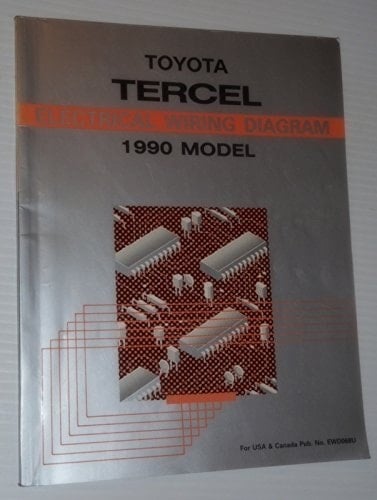 TOYOTA
TERCEL
ELECTRICAL WIRING DIAGRAM
1990 MODEL
For USA & Canada Pub. No. EWD068U